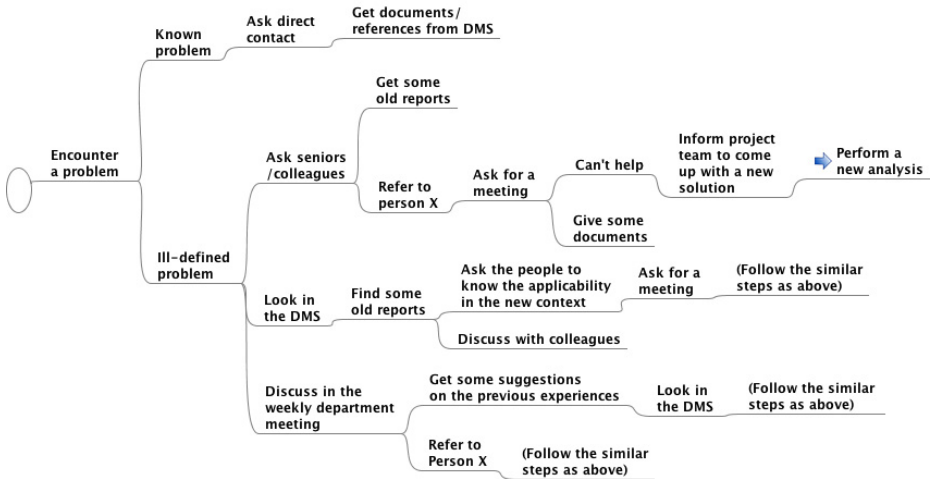 Encounter
a problem
Known
problem
Ask direct
contact
Get documents/
references from DMS
Ill-defined
problem
Ask seniors
/colleagues
Get some
old reports
Refer to
person X
Ask for a
meeting
Can't help
Inform project
team to come
up with a new
solution
Perform a
new analysis
Give some
documents
Look in
the DMS
Find some
old reports
Ask the people to
know the applicability
in the new context
Ask for a
meeting
(Follow the similar
steps as above)
Discuss with colleagues
Discuss in the
weekly department
meeting
Get some suggestions
on the previous experiences
Look in
the DMS
(Follow the similar
steps as above)
Refer to
Person X
(Follow the similar
steps as above)